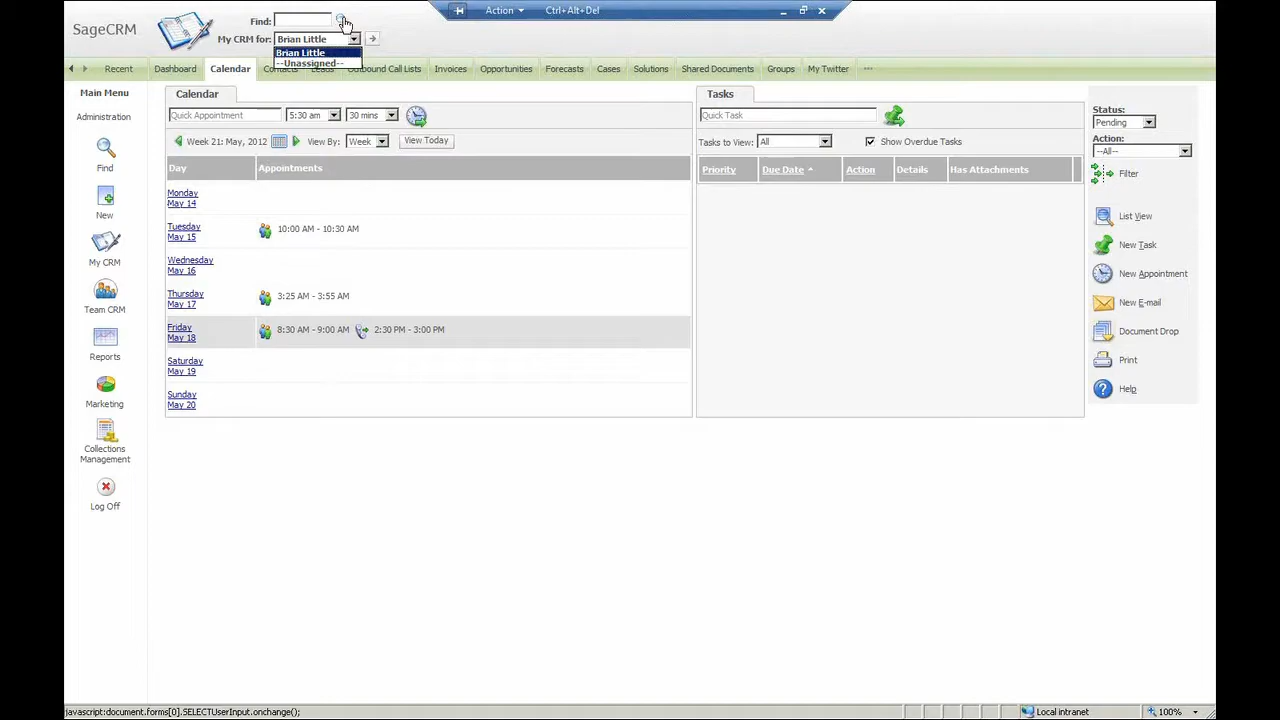 Action
Ctrl+Alt+Del
SageCRM
Find:
My CRM for:
Brian Little
Brian Little
--Unassigned--
Recent
Dashboard
Calendar
Contacts
Leads
Outbound Call Lists
Invoices
Opportunities
Forecasts
Cases
Solutions
Shared Documents
Groups
My Twitter
Main Menu
Administration
Find
New
My CRM
Team CRM
Reports
Marketing
Collections
Management
Log Off
Calendar
Quick Appointment
5:30 am
30 mins
Week 21: May, 2012
View By:
Week
View Today
Day
Appointments
Monday
May 14
Tuesday
May 15
10:00 AM - 10:30 AM
Wednesday
May 16
Thursday
May 17
3:25 AM - 3:55 AM
Friday
May 18
8:30 AM - 9:00 AM
2:30 PM - 3:00 PM
Saturday
May 19
Sunday
May 20
Tasks
Quick Task
Tasks to View:
All
Show Overdue Tasks
Priority
Due Date
Action
Details
Has Attachments
Status:
Pending
Action:
--All--
Filter
List View
New Task
New Appointment
New E-mail
Document Drop
Print
Help
javascript:document.forms[0].SELECTUserInput.onchange();
Local intranet
100%